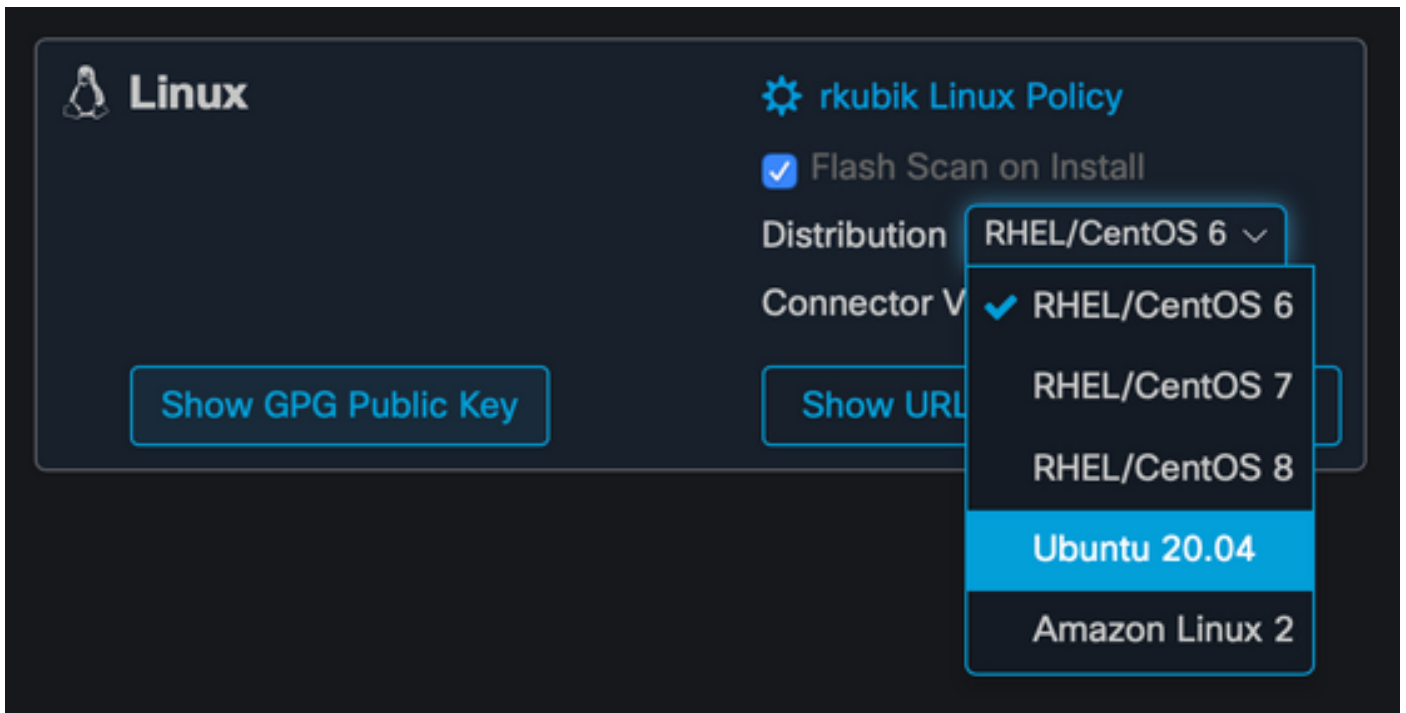 Linux
rkubik Linux Policy
Flash Scan on Install
Distribution RHEL/CentOS 6
Connector V
RHEL/CentOS 6
RHEL/CentOS 7
RHEL/CentOS 8
Ubuntu 20.04
Amazon Linux 2
Show GPG Public Key
Show URL